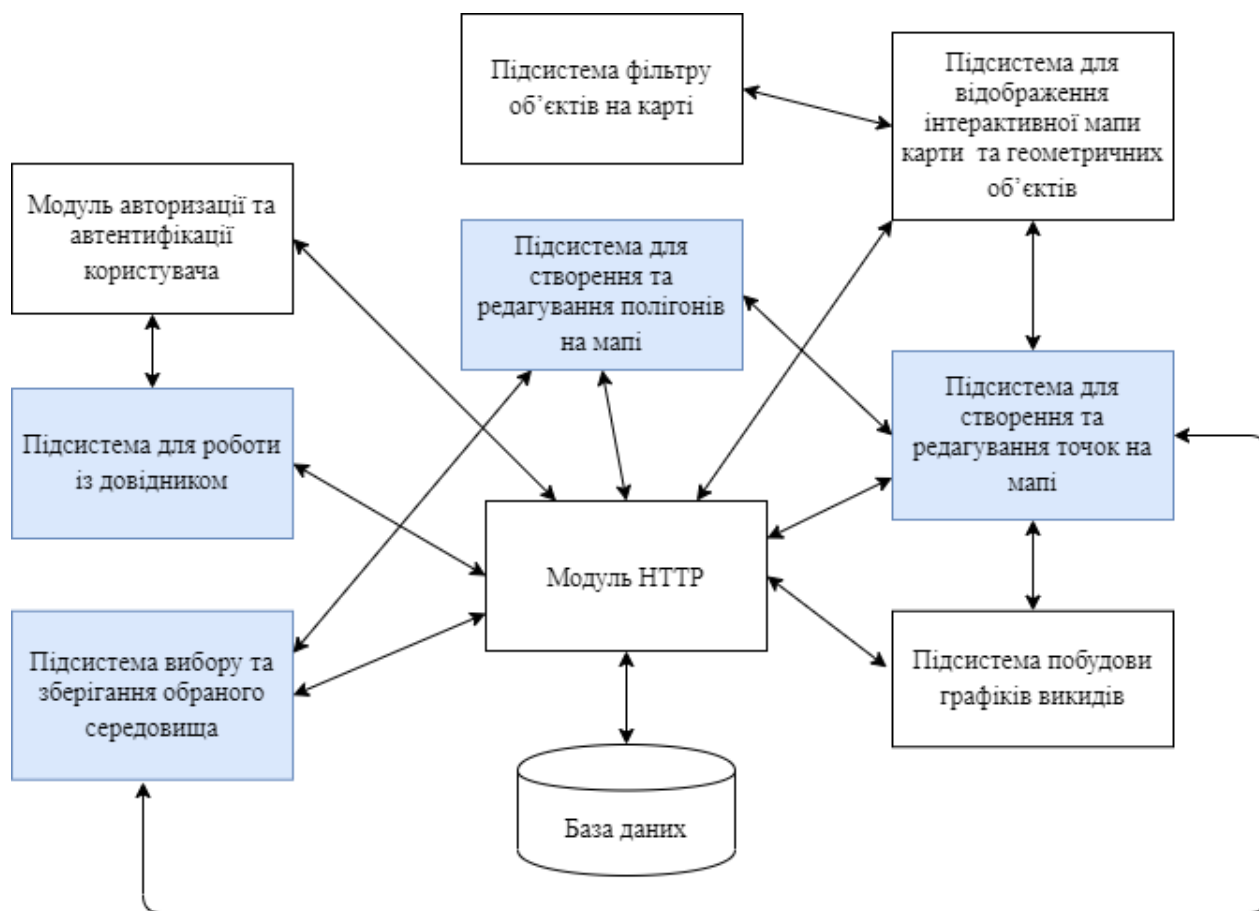 Підсистема фільтру
об’єктів на карті
Підсистема для
відображення
інтерактивної мапи
карти та геометричних
об’єктів
Модуль авторизації та
автентифікації
користувача
Підсистема для
створення та
редагування полігонів
на мапі
Підсистема для
створення та
редагування точок на
мапі
Підсистема для роботи
із довідником
Модуль HTTP
Підсистема вибору та
зберігання обраного
середовища
Підсистема побудови
графіків викидів
База даних